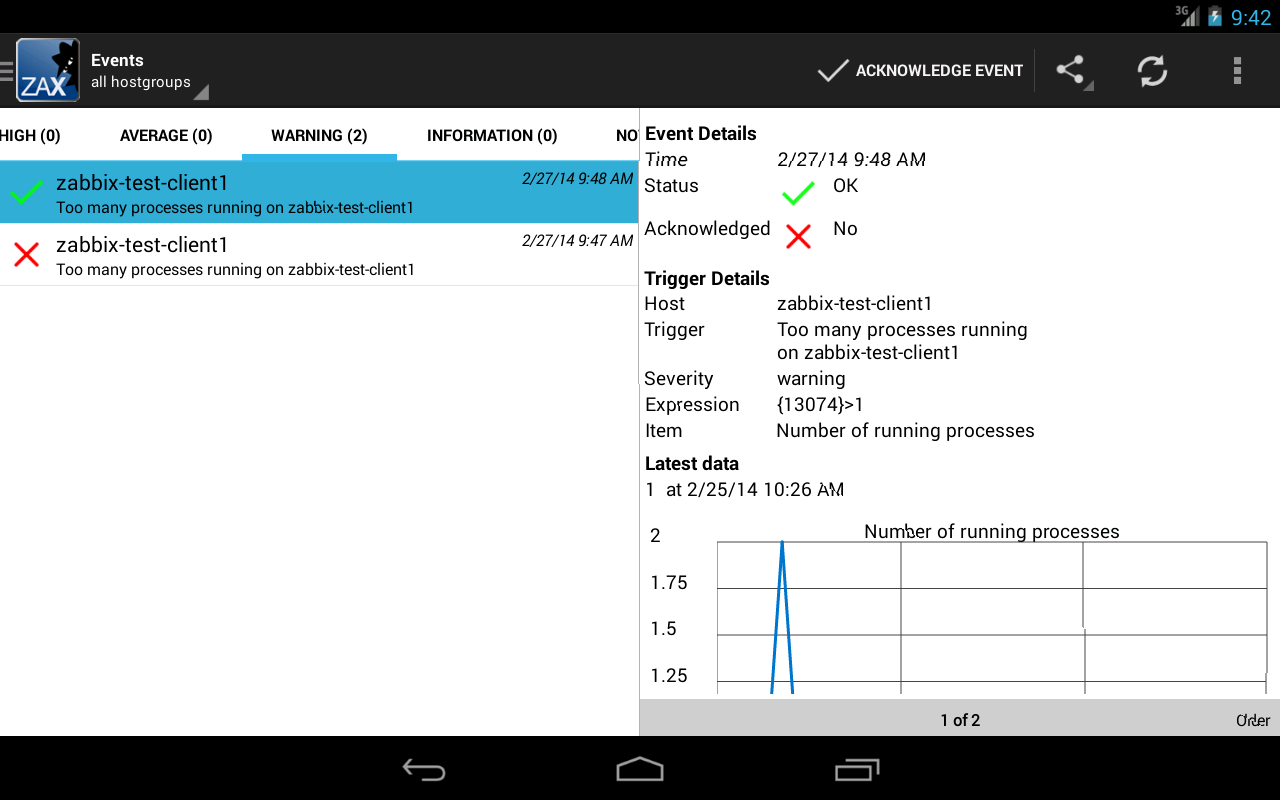 3G
9:42
ZAX
Events
all hostgroups
ACKNOWLEDGE EVENT
HIGH (0)
AVERAGE (0)
WARNING (2)
INFORMATION (0)
NO
zabbix-test-client1
2/27/14 9:48 AM
Too many processes running on zabbix-test-client1
zabbix-test-client1
2/27/14 9:47 AM
Too many processes running on zabbix-test-client1
Event Details
Time 2/27/14 9:48 AM
Status OK
Acknowledged No
Trigger Details
Host zabbix-test-client1
Trigger Too many processes running
on zabbix-test-client1
Severity warning
Expression {13074}>1
Item Number of running processes
Latest data
1 at 2/25/14 10:26 AM
Number of running processes
2
1.75
1.5
1.25
1 of 2
Order